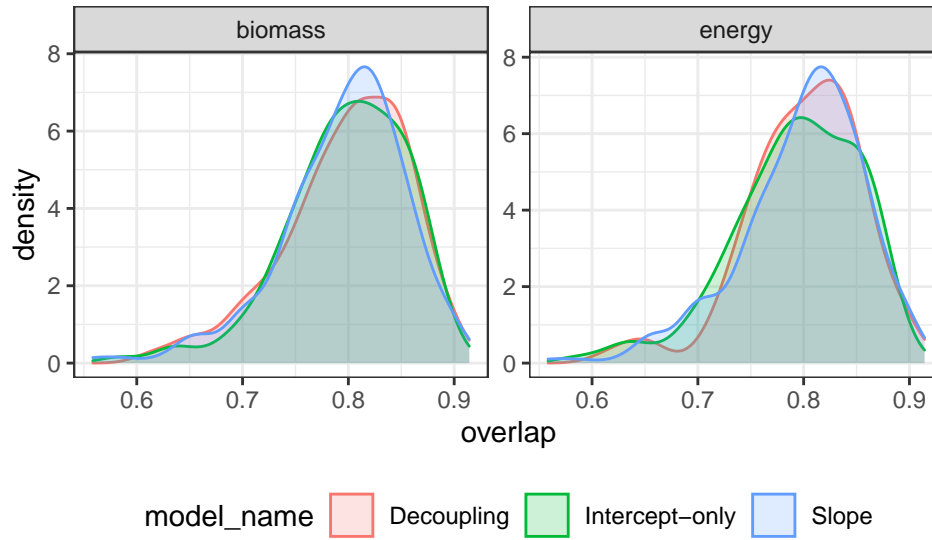 biomass energy
8 8
6 6
4 4
2 2
0 0
density
0.6 0.7 0.8 0.9 0.6 0.7 0.8 0.9
overlap
model_name Decoupling Intercept−only Slope